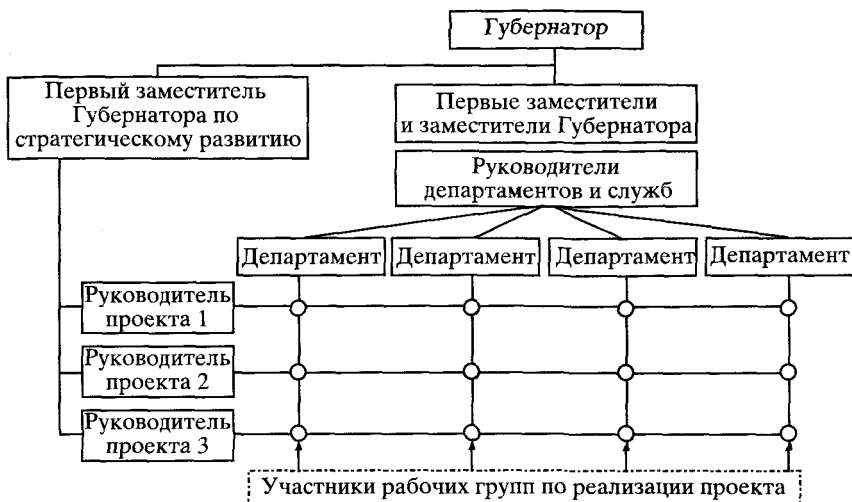 Губернатор
Первый заместитель
Губернатора по
стратегическому развитию
Первые заместители
и заместители Губернатора
Руководители
департаментов и служб
Департамент
Департамент
Департамент
Департамент
Руководитель
проекта 1
Руководитель
проекта 2
Руководитель
проекта 3
Участники рабочих групп по реализации проекта